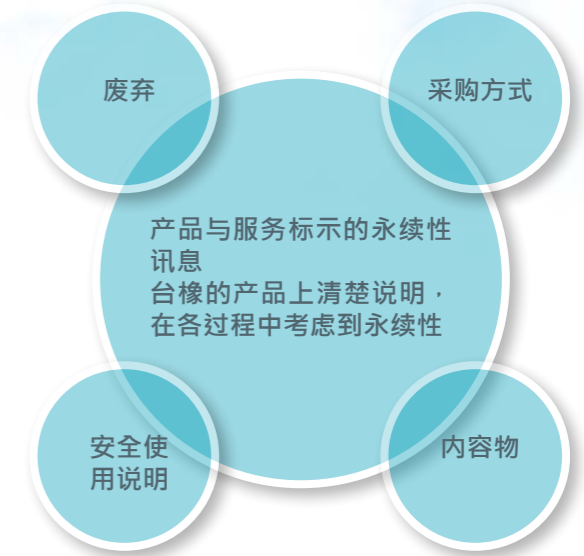 废弃
采购方式
产品与服务标示的永续性
讯息
台橡的产品上清楚说明，
在各过程中考虑到永续性
安全使
用说明
内容物